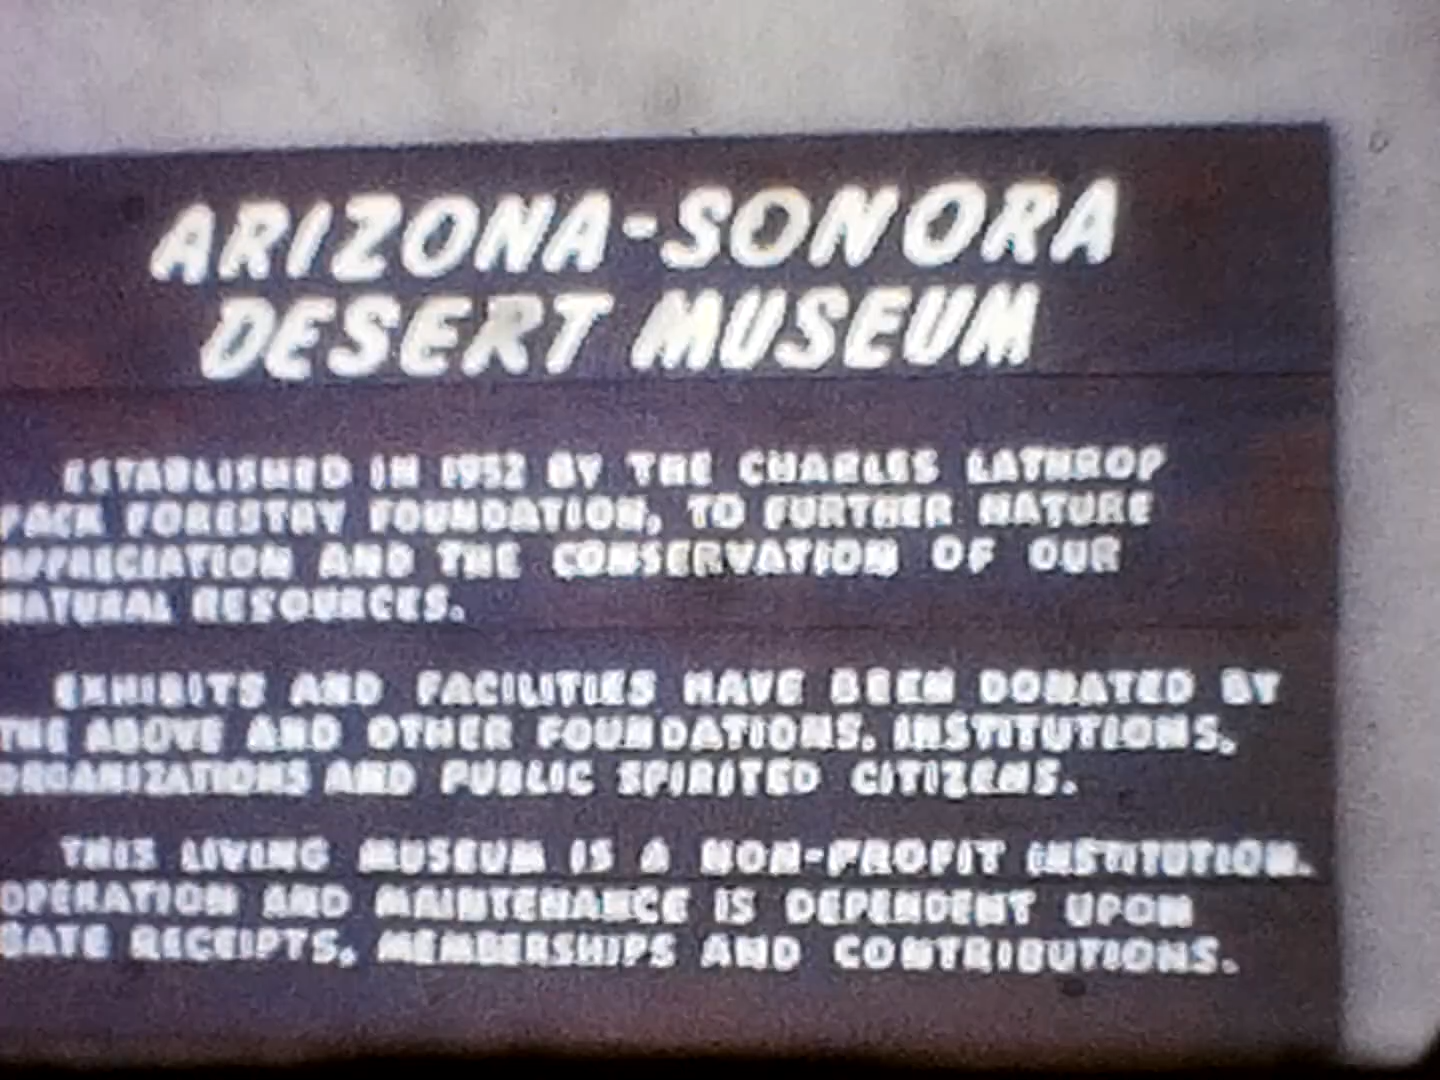 ARIZONA-SONORA
DESERT MUSEUM
ESTABLISHED IN 1952 BY THE CHARLES LATHROP
PACK FORESTRY FOUNDATION, TO FURTHER NATURE
APPRECIATION AND THE CONSERVATION OF OUR
NATURAL RESOURCES.
EXHIBITS AND FACILITIES HAVE BEEN DONATED BY
THE ABOVE AND OTHER FOUNDATIONS, INSTITUTIONS,
ORGANIZATIONS AND PUBLIC SPIRITED CITIZENS.
THIS LIVING MUSEUM IS A NON-PROFIT INSTITUTION.
OPERATION AND MAINTENANCE IS DEPENDENT UPON
GATE RECEIPTS, MEMBERSHIPS AND CONTRIBUTIONS.